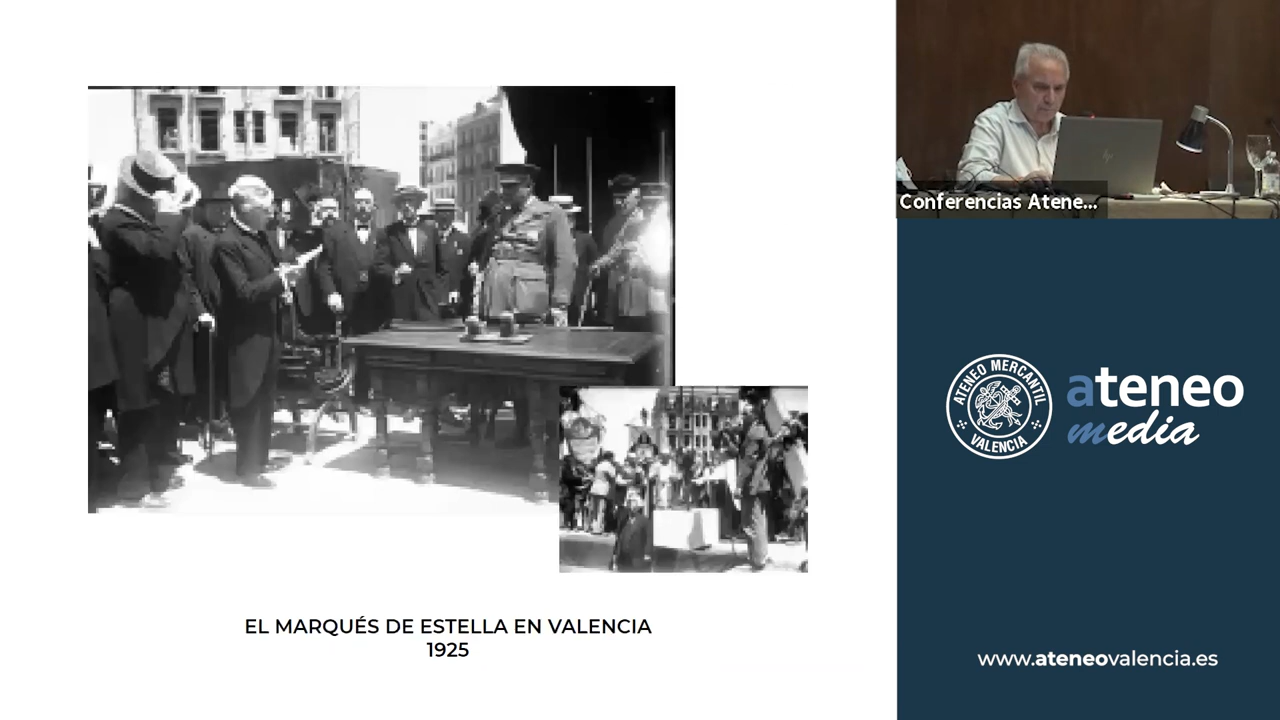 Conferencias Atene...
ATENEO MERCANTIL
VALENCIA
ateneo
media
EL MARQUÉS DE ESTELLA EN VALENCIA
1925
www.ateneovalencia.es